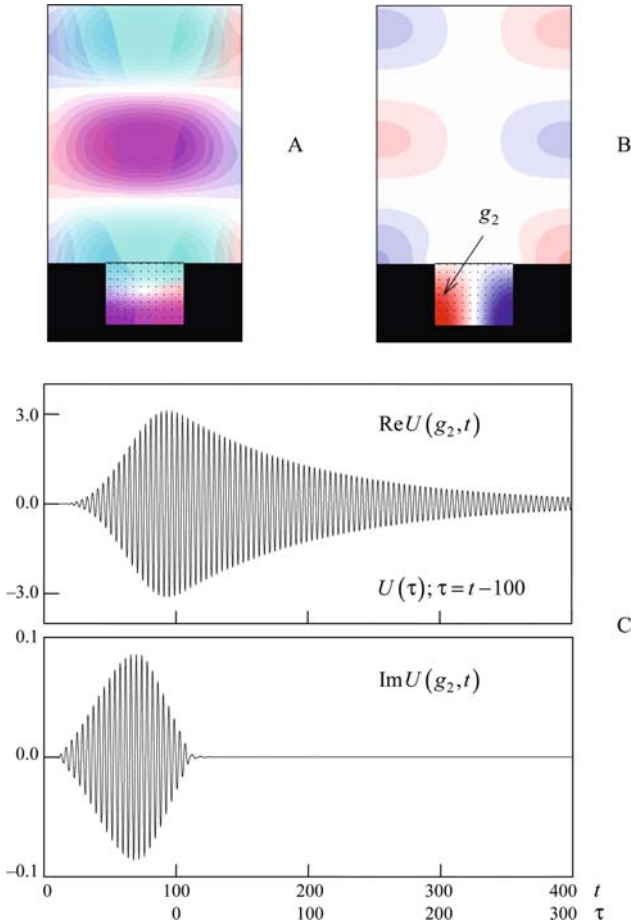 A
B
g₂
3.0
Re U(g₂,t)
0.0
−3.0
U(τ); τ = t − 100
C
0.1
Im U(g₂,t)
0.0
−0.1
0 100 200 300 400 t
0 100 200 300 τ